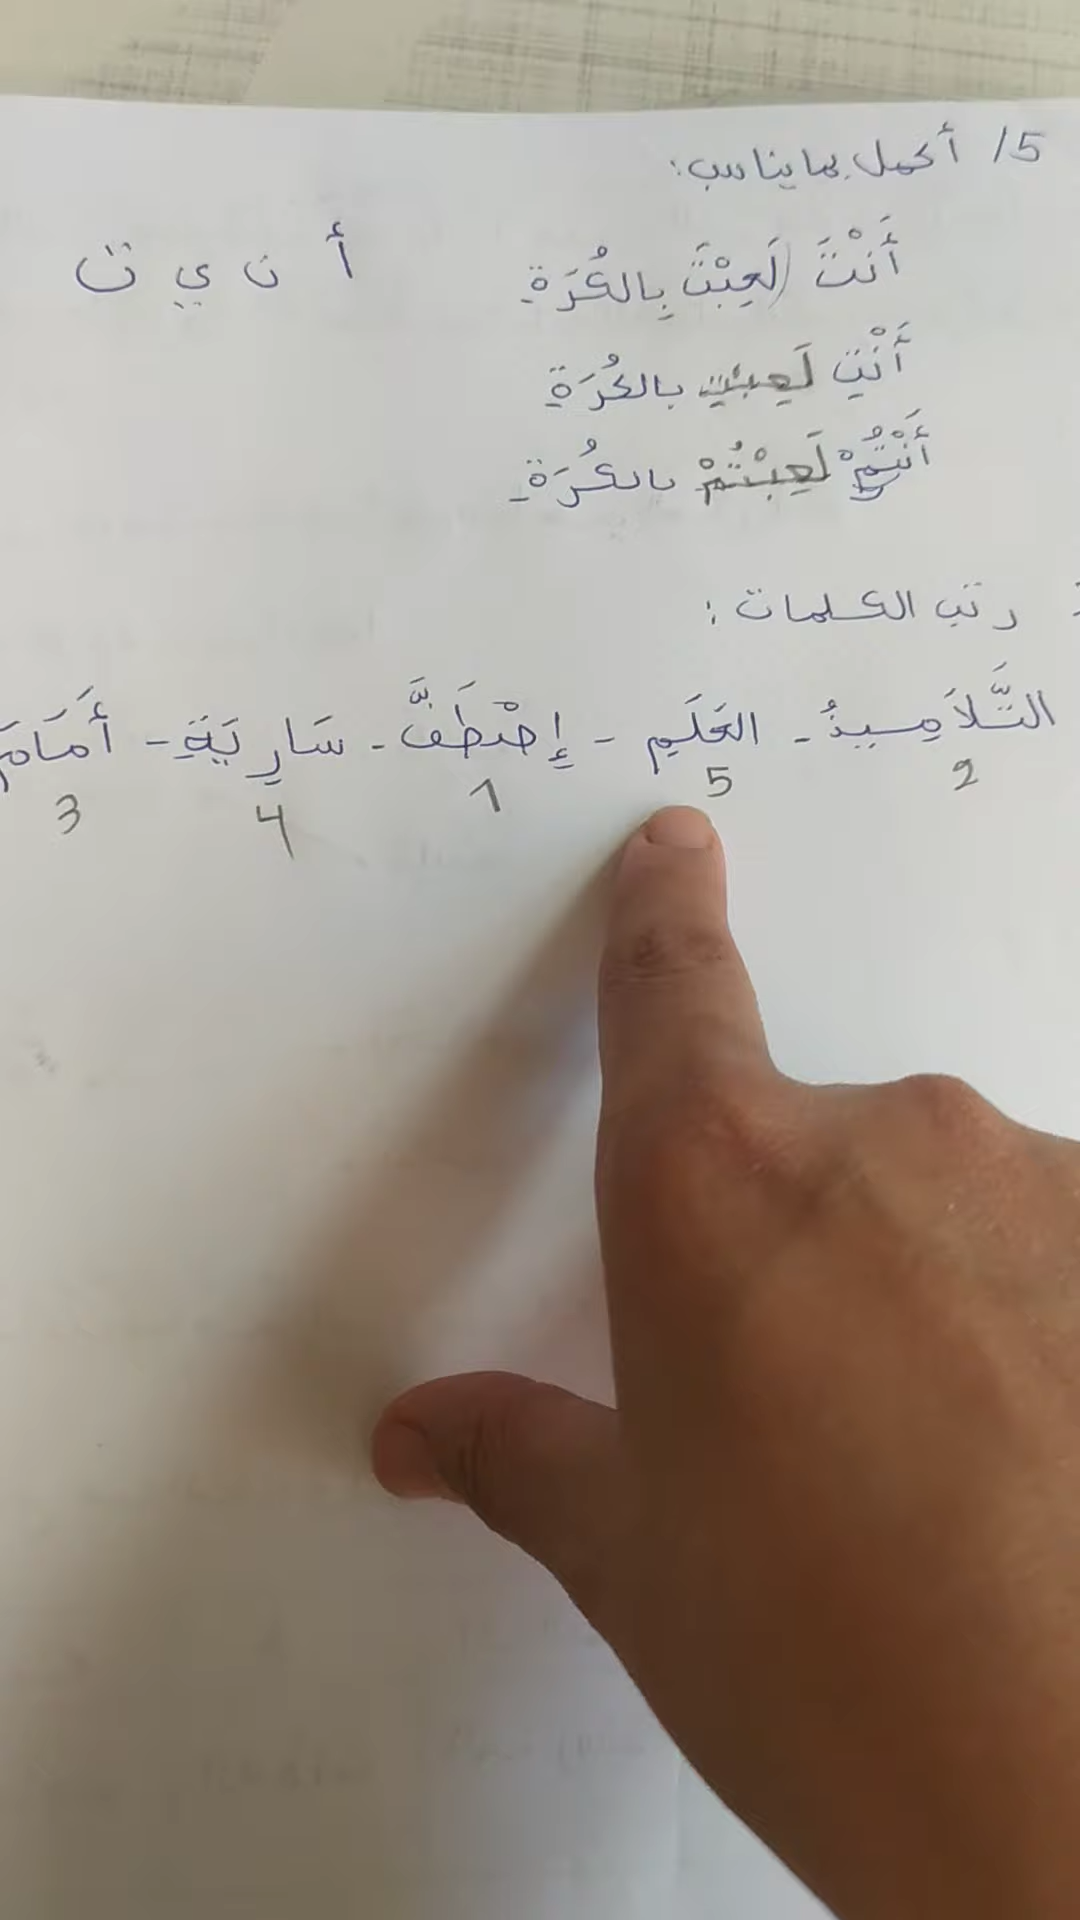 5/ أكمل بما يناسب:
أَنْتَ لَعِبْتَ بِالكُرَةِ أ ن ي ت
أَنْتِ لَعِبْتِ بالكُرَةِ
أَنْتُمْ لَعِبْتُمْ بالكُرَةِ
رتب الكلمات :
التَّلاَمِيذُ - العَلَمِ - إِصْطَفَّ - سَارِيَةِ - أَمَامَ
2 5 1 4 3